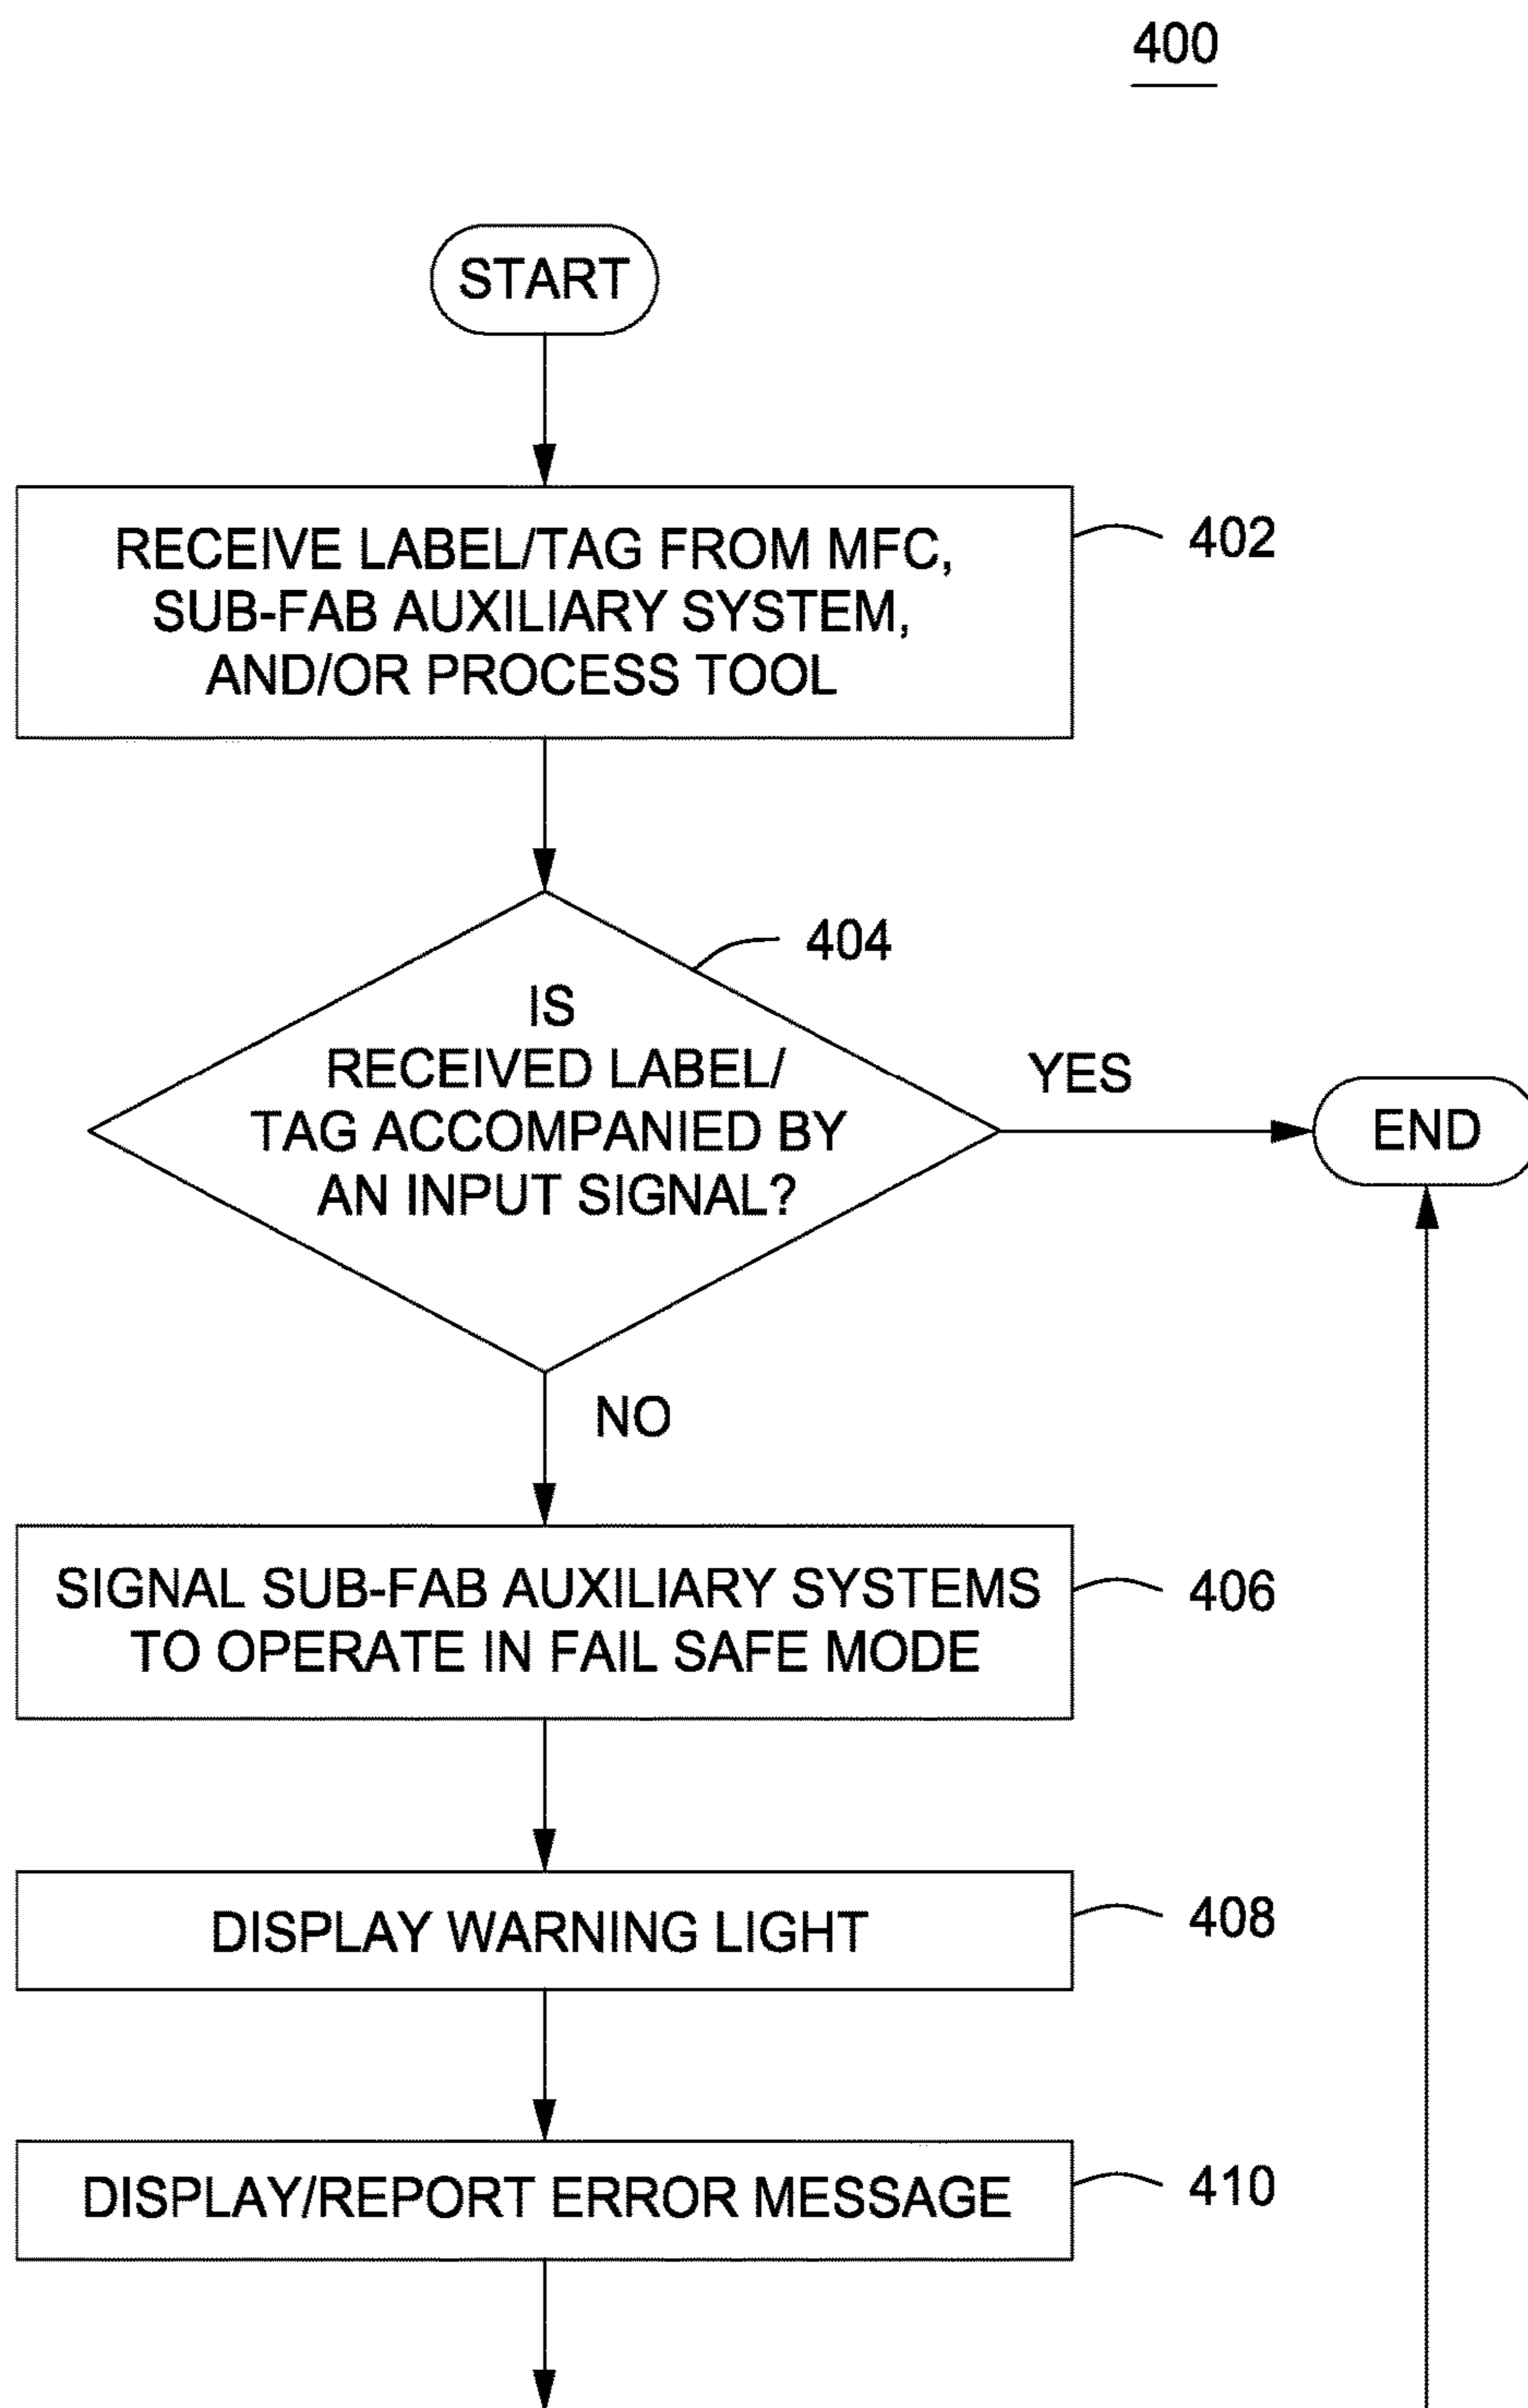 400
START
RECEIVE LABEL/TAG FROM MFC,
SUB-FAB AUXILIARY SYSTEM,
AND/OR PROCESS TOOL
402
404
IS
RECEIVED LABEL/
TAG ACCOMPANIED BY
AN INPUT SIGNAL?
YES
END
NO
SIGNAL SUB-FAB AUXILIARY SYSTEMS
TO OPERATE IN FAIL SAFE MODE
406
DISPLAY WARNING LIGHT
408
DISPLAY/REPORT ERROR MESSAGE
410